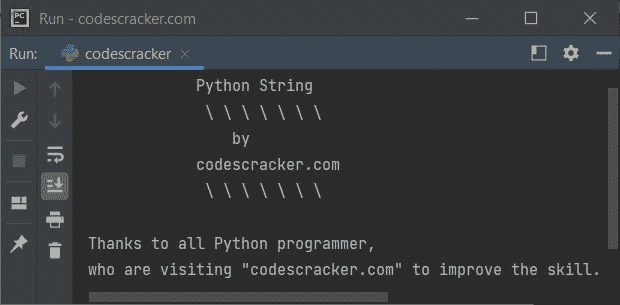 Run - codescracker.com
Run: codescracker
Python String
\ \ \ \ \ \ \
by
codescracker.com
\ \ \ \ \ \ \
Thanks to all Python programmer,
who are visiting "codescracker.com" to improve the skill.